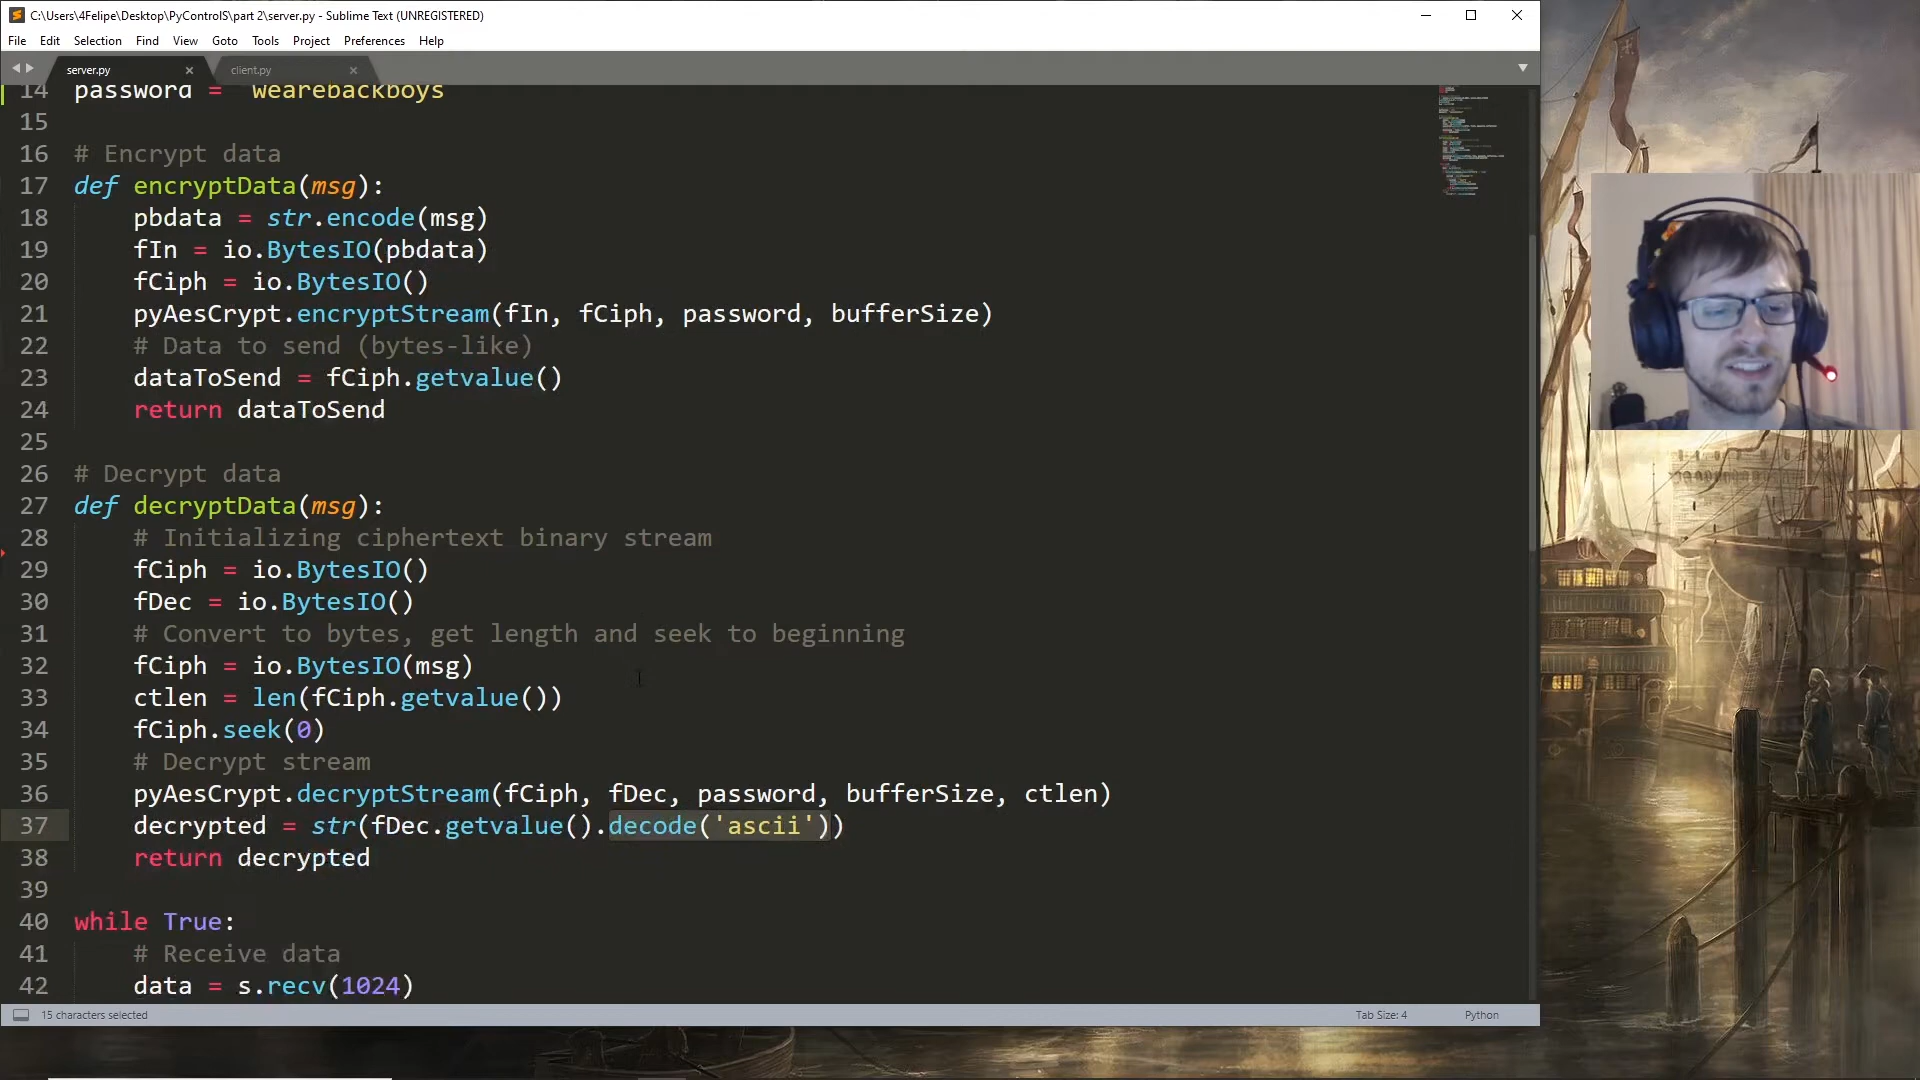 C:\Users\4Felipe\Desktop\PyControlS\part 2\server.py - Sublime Text (UNREGISTERED)
File Edit Selection Find View Goto Tools Project Preferences Help
server.py × client.py ×
14 password = wearebackboys
15
16 # Encrypt data
17 def encryptData(msg):
18 pbdata = str.encode(msg)
19 fIn = io.BytesIO(pbdata)
20 fCiph = io.BytesIO()
21 pyAesCrypt.encryptStream(fIn, fCiph, password, bufferSize)
22 # Data to send (bytes-like)
23 dataToSend = fCiph.getvalue()
24 return dataToSend
25
26 # Decrypt data
27 def decryptData(msg):
28 # Initializing ciphertext binary stream
29 fCiph = io.BytesIO()
30 fDec = io.BytesIO()
31 # Convert to bytes, get length and seek to beginning
32 fCiph = io.BytesIO(msg)
33 ctlen = len(fCiph.getvalue())
34 fCiph.seek(0)
35 # Decrypt stream
36 pyAesCrypt.decryptStream(fCiph, fDec, password, bufferSize, ctlen)
37 decrypted = str(fDec.getvalue().decode('ascii'))
38 return decrypted
39
40 while True:
41 # Receive data
42 data = s.recv(1024)
15 characters selected Tab Size: 4 Python